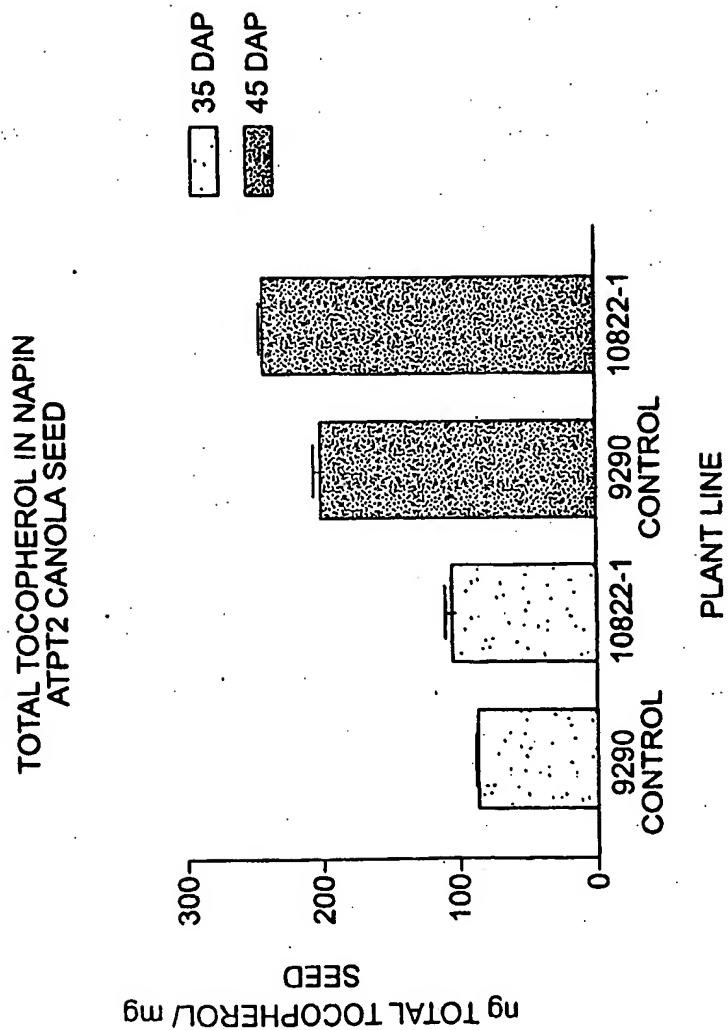 TOTAL TOCOPHEROL IN NAPIN
ATPT2 CANOLA SEED
35 DAP
45 DAP
ng TOTAL TOCOPHEROL/ mg
SEED
300
200
100
0
9290
CONTROL
10822-1
9290
CONTROL
10822-1
PLANT LINE